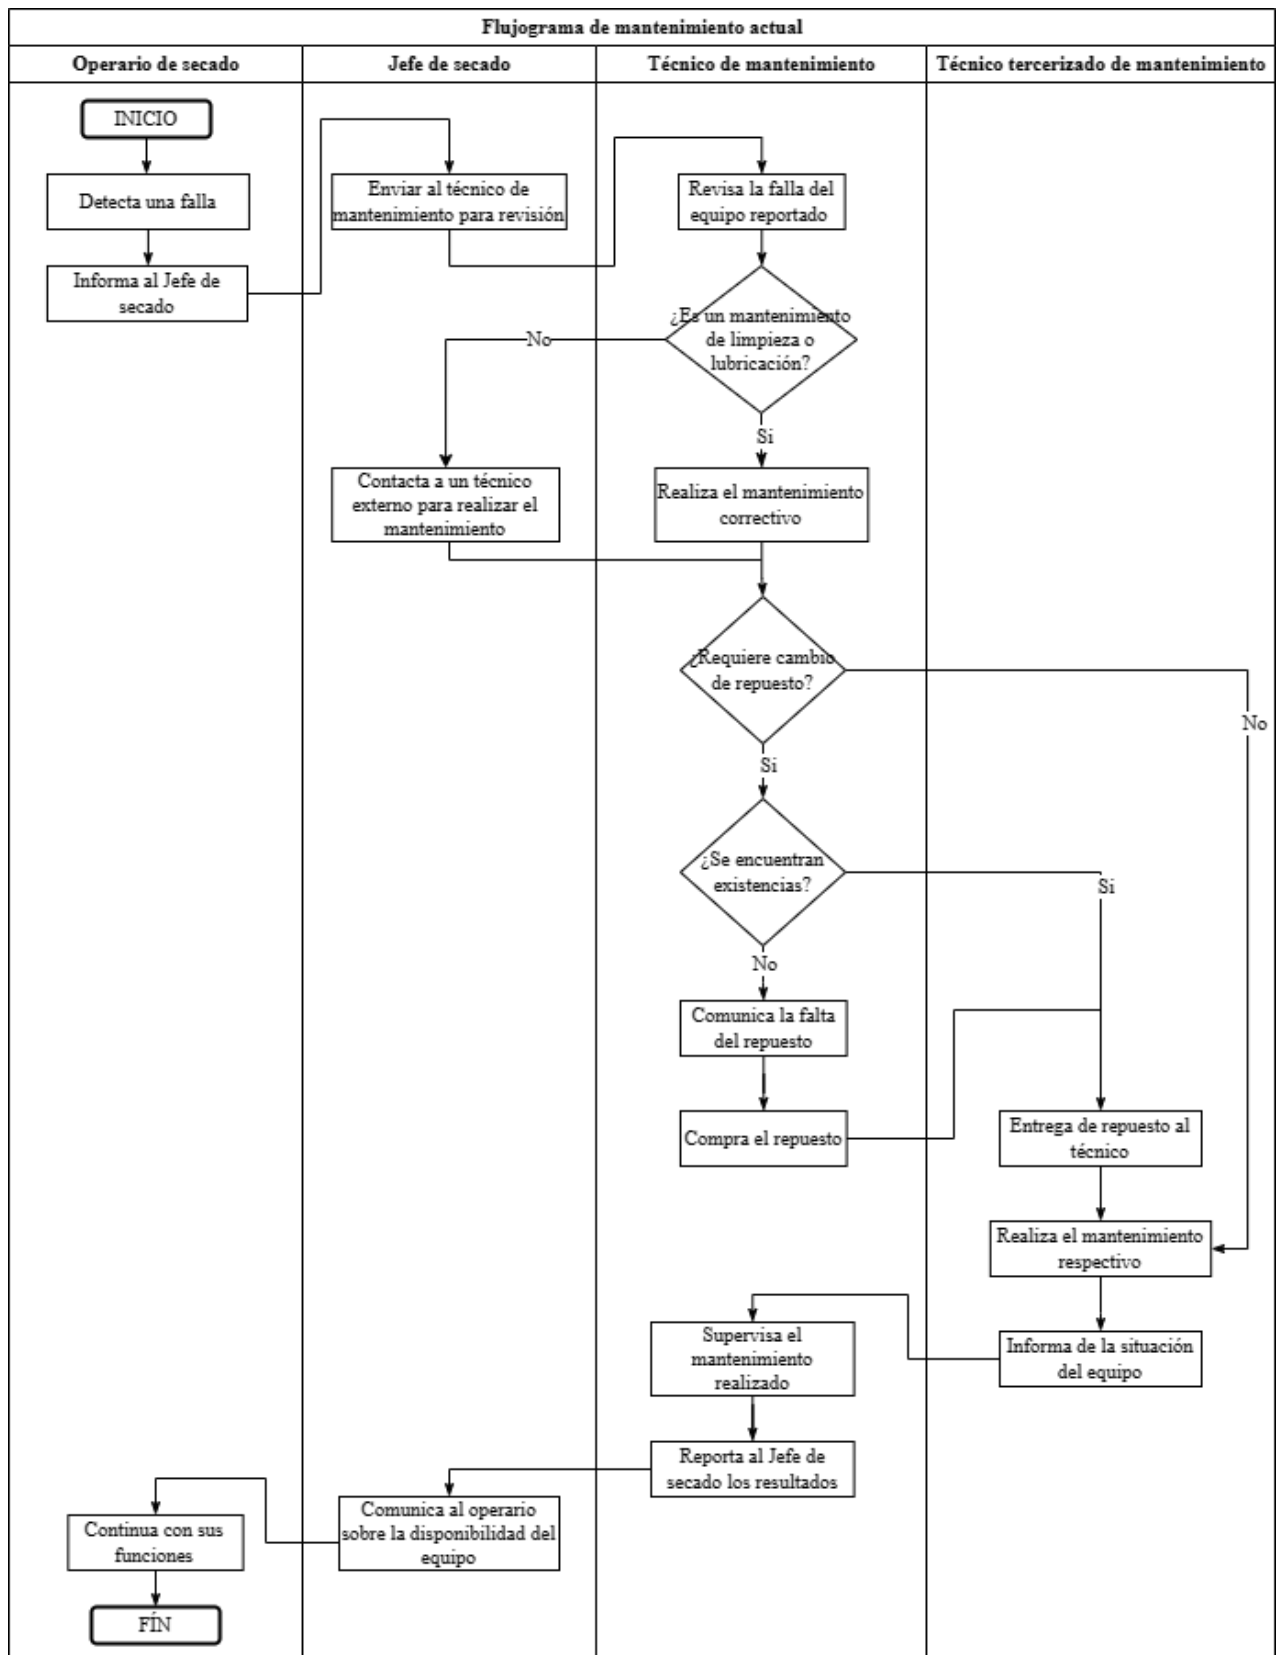 Flujograma de mantenimiento actual
Operario de secado
Jefe de secado
Técnico de mantenimiento
Técnico tercerizado de mantenimiento
INICIO
Detecta una falla
Informa al Jefe de
secado
Enviar al técnico de
mantenimiento para revisión
Revisa la falla del
equipo reportado
¿Es un mantenimiento
de limpieza o
lubricación?
No
Si
Contacta a un técnico
externo para realizar el
mantenimiento
Realiza el mantenimiento
correctivo
¿Requiere cambio
de repuesto?
No
Si
¿Se encuentran
existencias?
Si
No
Comunica la falta
del repuesto
Compra el repuesto
Entrega de repuesto al
técnico
Realiza el mantenimiento
respectivo
Informa de la situación
del equipo
Supervisa el
mantenimiento
realizado
Reporta al Jefe de
secado los resultados
Comunica al operario
sobre la disponibilidad del
equipo
Continua con sus
funciones
FÍN